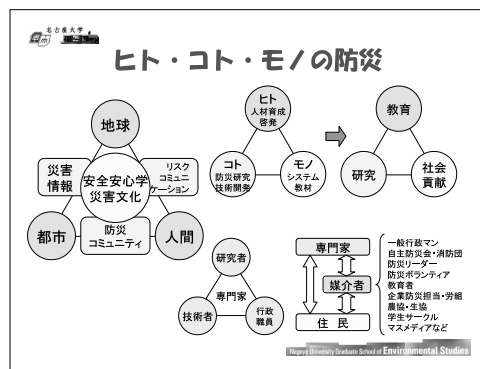 名古屋大学
ヒト・コト・モノの防災
地球
災害
情報
リスク
コミュニ
ケーション
安全安心学
災害文化
都市
防災
コミュニティ
人間
ヒト
人材育成
啓発
コト
防災研究
技術開発
モノ
システム
教材
教育
研究
社会
貢献
研究者
専門家
技術者
行政
職員
専門家
媒介者
住 民
一般行政マン
自主防災会・消防団
防災リーダー
防災ボランティア
教育者
企業防災担当・労組
農協・生協
学生サークル
マスメディアなど
Nagoya University Graduate School of Environmental Studies